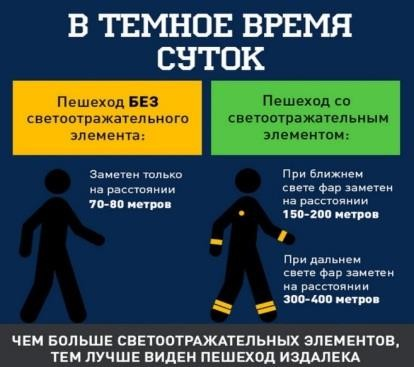 В ТЕМНОЕ ВРЕМЯ
СУТОК
Пешеход БЕЗ
светоотражательного
элемента:
Заметен только
на расстоянии
70-80 метров
Пешеход со
светоотражательным
элементом:
При ближнем
свете фар заметен
на расстоянии
150-200 метров
При дальнем
свете фар заметен
на расстоянии
300-400 метров
ЧЕМ БОЛЬШЕ СВЕТООТРАЖАТЕЛЬНЫХ ЭЛЕМЕНТОВ,
ТЕМ ЛУЧШЕ ВИДЕН ПЕШЕХОД ИЗДАЛЕКА